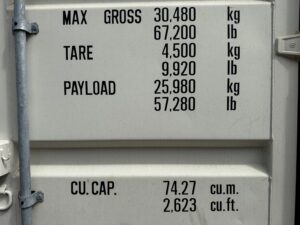 MAX GROSS 30,480 kg
67,200 lb
TARE 4,500 kg
9,920 lb
PAYLOAD 25,980 kg
57,280 lb
CU.CAP. 74.27 cu.m.
2,623 cu.ft.